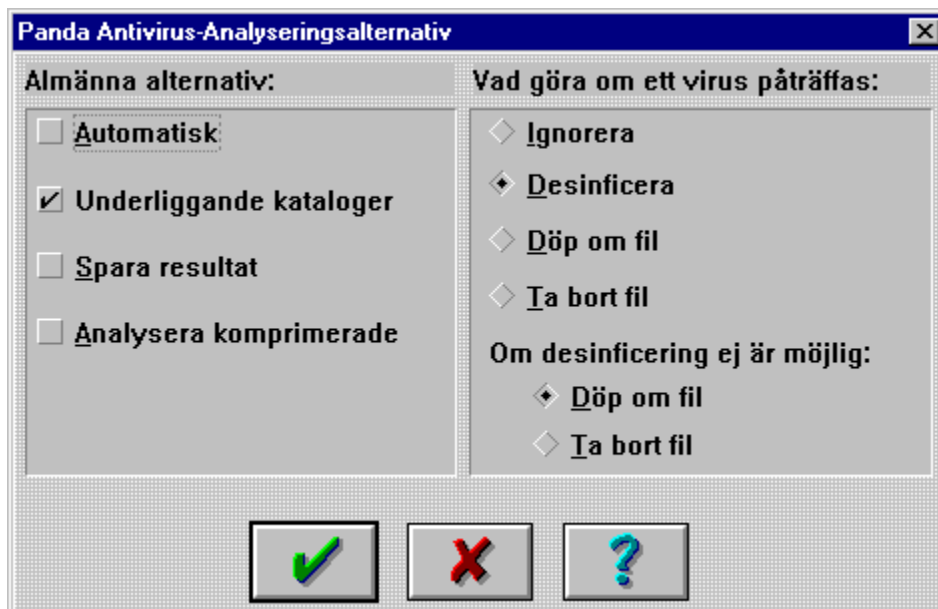 Panda Antivirus-Analyseringsalternativ
Almänna alternativ:
Automatisk
Underliggande kataloger
Spara resultat
Analysera komprimerade
Vad göra om ett virus påträffas:
Ignorera
Desinficera
Döp om fil
Ta bort fil
Om desinficering ej är möjlig:
Döp om fil
Ta bort fil
?